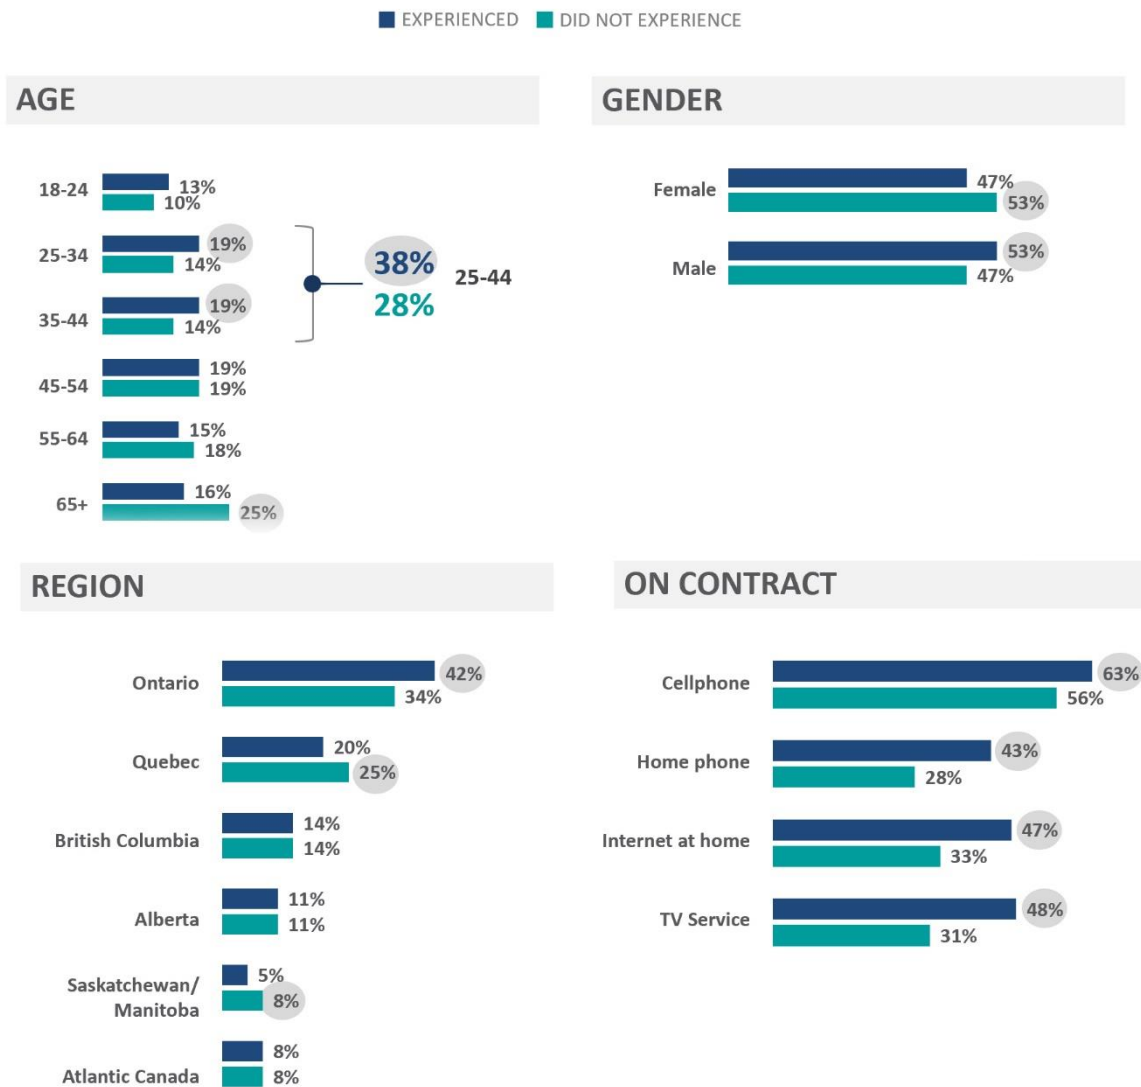 EXPERIENCED DID NOT EXPERIENCE
AGE
18-24 13% 10%
25-34 19% 14%
35-44 19% 14%
38% 28% 25-44
45-54 19% 19%
55-64 15% 18%
65+ 16% 25%
GENDER
Female 47% 53%
Male 53% 47%
REGION
Ontario 42% 34%
Quebec 20% 25%
British Columbia 14% 14%
Alberta 11% 11%
Saskatchewan/
Manitoba 5% 8%
Atlantic Canada 8% 8%
ON CONTRACT
Cellphone 63% 56%
Home phone 43% 28%
Internet at home 47% 33%
TV Service 48% 31%